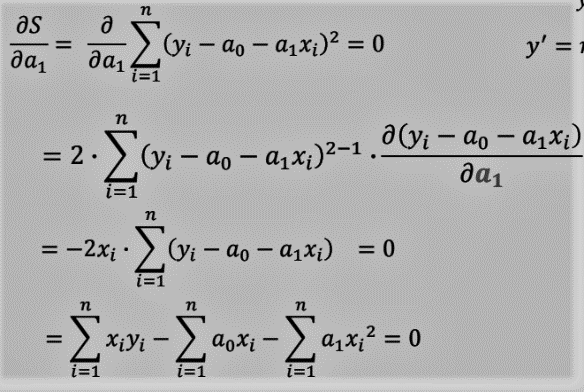 ∂S/∂a₁ = ∂/∂a₁ ∑ᵢ₌₁ⁿ (yᵢ − a₀ − a₁xᵢ)² = 0    y′ =
= 2 · ∑ᵢ₌₁ⁿ (yᵢ − a₀ − a₁xᵢ)²⁻¹ · ∂(yᵢ − a₀ − a₁xᵢ)/∂a₁
= −2xᵢ · ∑ᵢ₌₁ⁿ (yᵢ − a₀ − a₁xᵢ) = 0
= ∑ᵢ₌₁ⁿ xᵢyᵢ − ∑ᵢ₌₁ⁿ a₀xᵢ − ∑ᵢ₌₁ⁿ a₁xᵢ² = 0